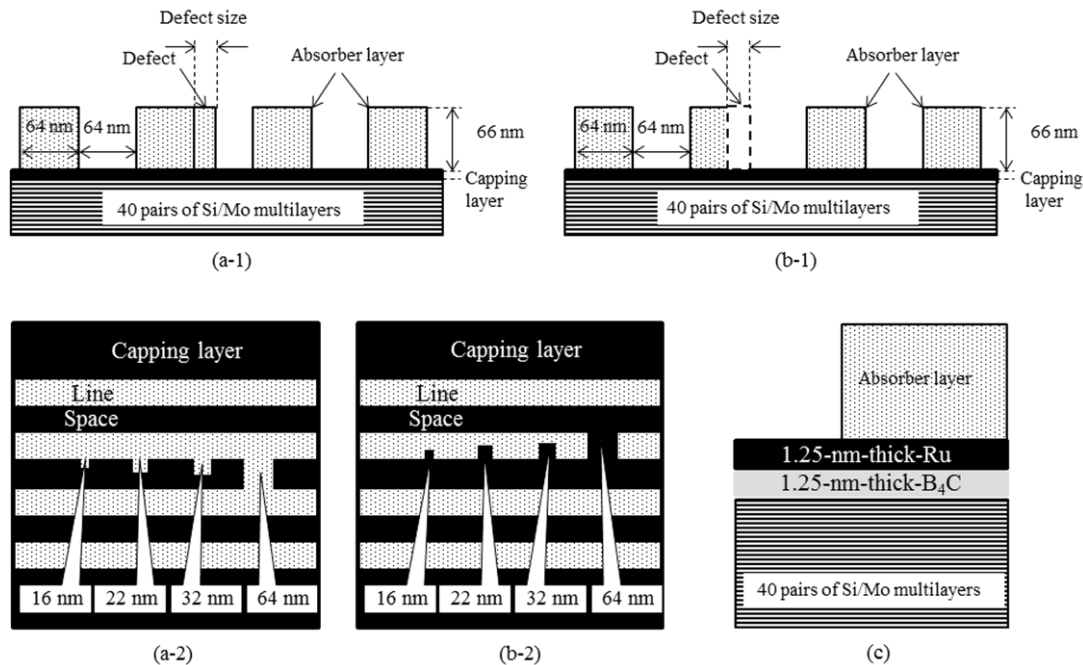 Defect size
Defect
Absorber layer
64 nm
64 nm
66 nm
Capping
layer
40 pairs of Si/Mo multilayers
(a-1)
Defect size
Defect
Absorber layer
64 nm
64 nm
66 nm
Capping
layer
40 pairs of Si/Mo multilayers
(b-1)
Capping layer
Line
Space
16 nm
22 nm
32 nm
64 nm
(a-2)
Capping layer
Line
Space
16 nm
22 nm
32 nm
64 nm
(b-2)
Absorber layer
1.25-nm-thick-Ru
1.25-nm-thick-B₄C
40 pairs of Si/Mo multilayers
(c)